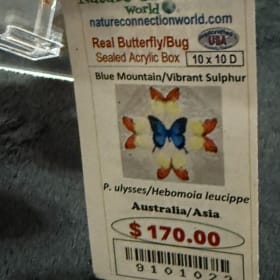 World
natureconnectionworld.com
Real Butterfly/Bug
Sealed Acrylic Box
USA
10 x 10 D
Blue Mountain/Vibrant Sulphur
P. ulysses/Hebomoia leucippe
Australia/Asia
$ 170.00